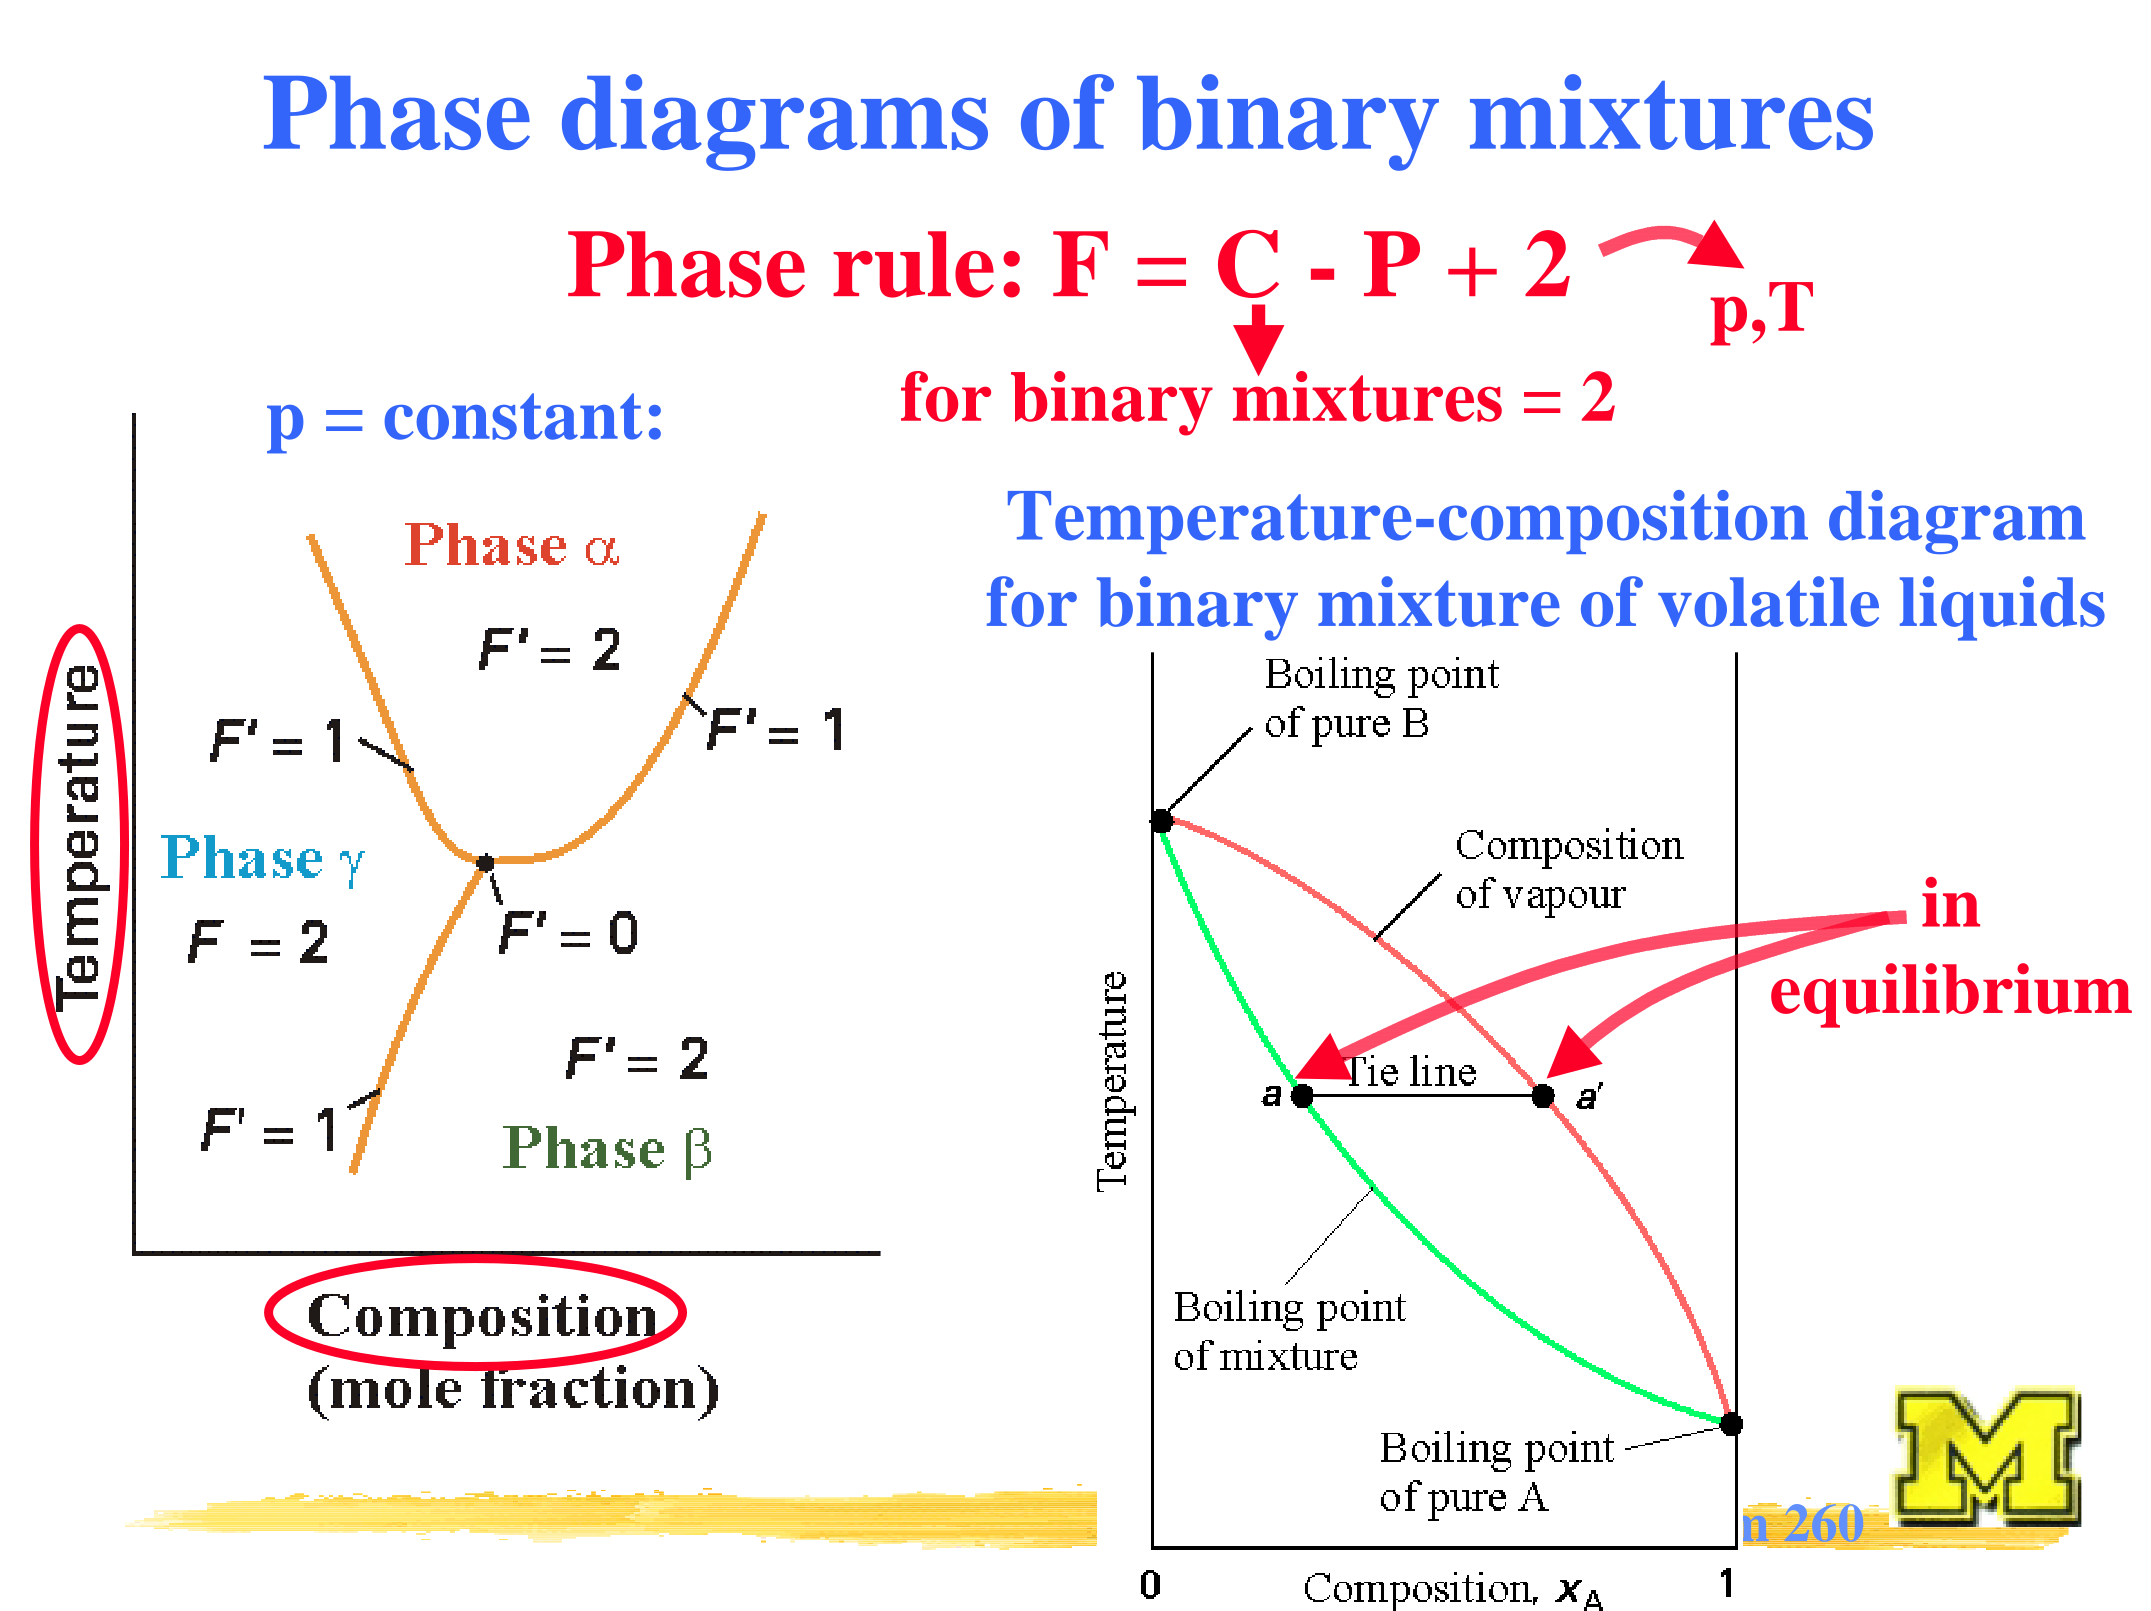 Phase diagrams of binary mixtures
Phase rule: F = C - P + 2
p,T
for binary mixtures = 2
p = constant:
Temperature
Phase α
F' = 2
F' = 1
F' = 1
Phase γ
F = 2
F' = 0
F' = 2
F' = 1
Phase β
Composition
(mole fraction)
Temperature-composition diagram
for binary mixture of volatile liquids
Boiling point
of pure B
Composition
of vapour
in
equilibrium
Temperature
Tie line
a
a'
Boiling point
of mixture
Boiling point
of pure A
0
Composition, xA
1
M
260